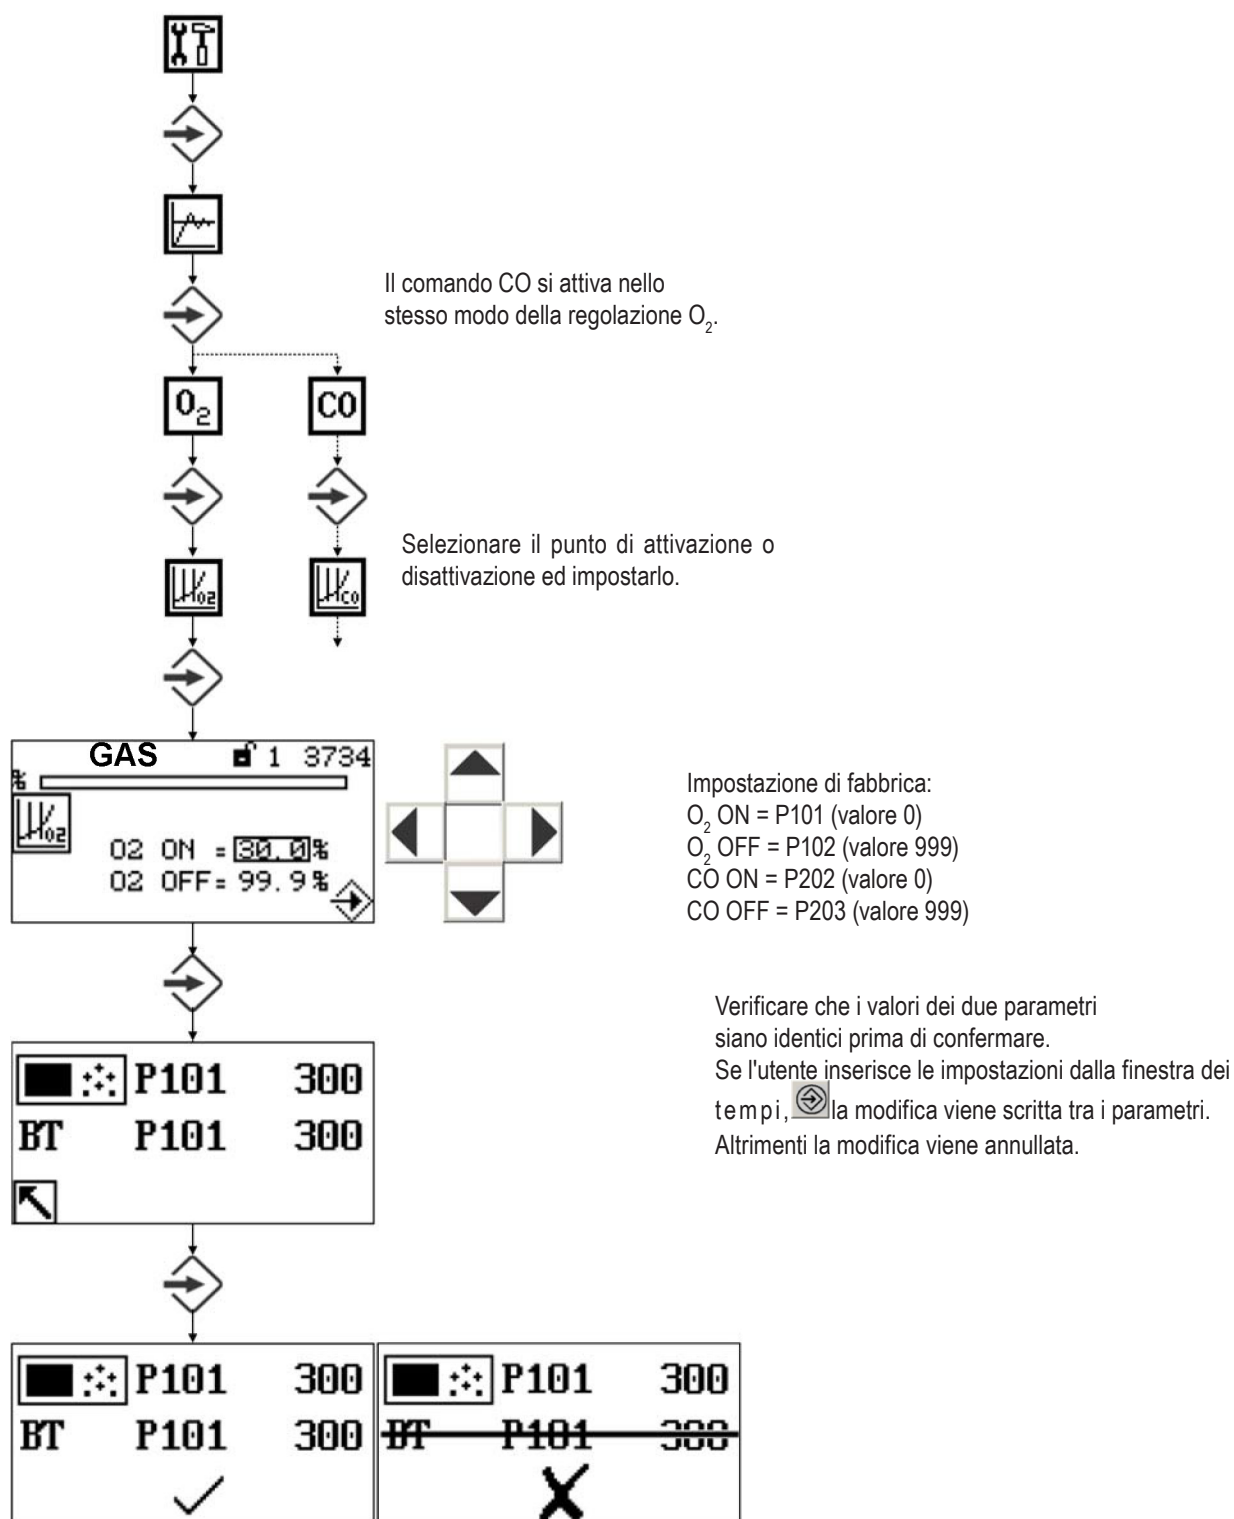 Il comando CO si attiva nello
stesso modo della regolazione O2.
O2
CO
Selezionare il punto di attivazione o
disattivazione ed impostarlo.
O2
CO
GAS 1 3734
%
O2
O2 ON = 30.0%
O2 OFF= 99.9%
Impostazione di fabbrica:
O2 ON = P101 (valore 0)
O2 OFF = P102 (valore 999)
CO ON = P202 (valore 0)
CO OFF = P203 (valore 999)
Verificare che i valori dei due parametri
siano identici prima di confermare.
Se l'utente inserisce le impostazioni dalla finestra dei
tempi, la modifica viene scritta tra i parametri.
Altrimenti la modifica viene annullata.
P101 300
BT P101 300
P101 300
BT P101 300
P101 300
BT P101 300